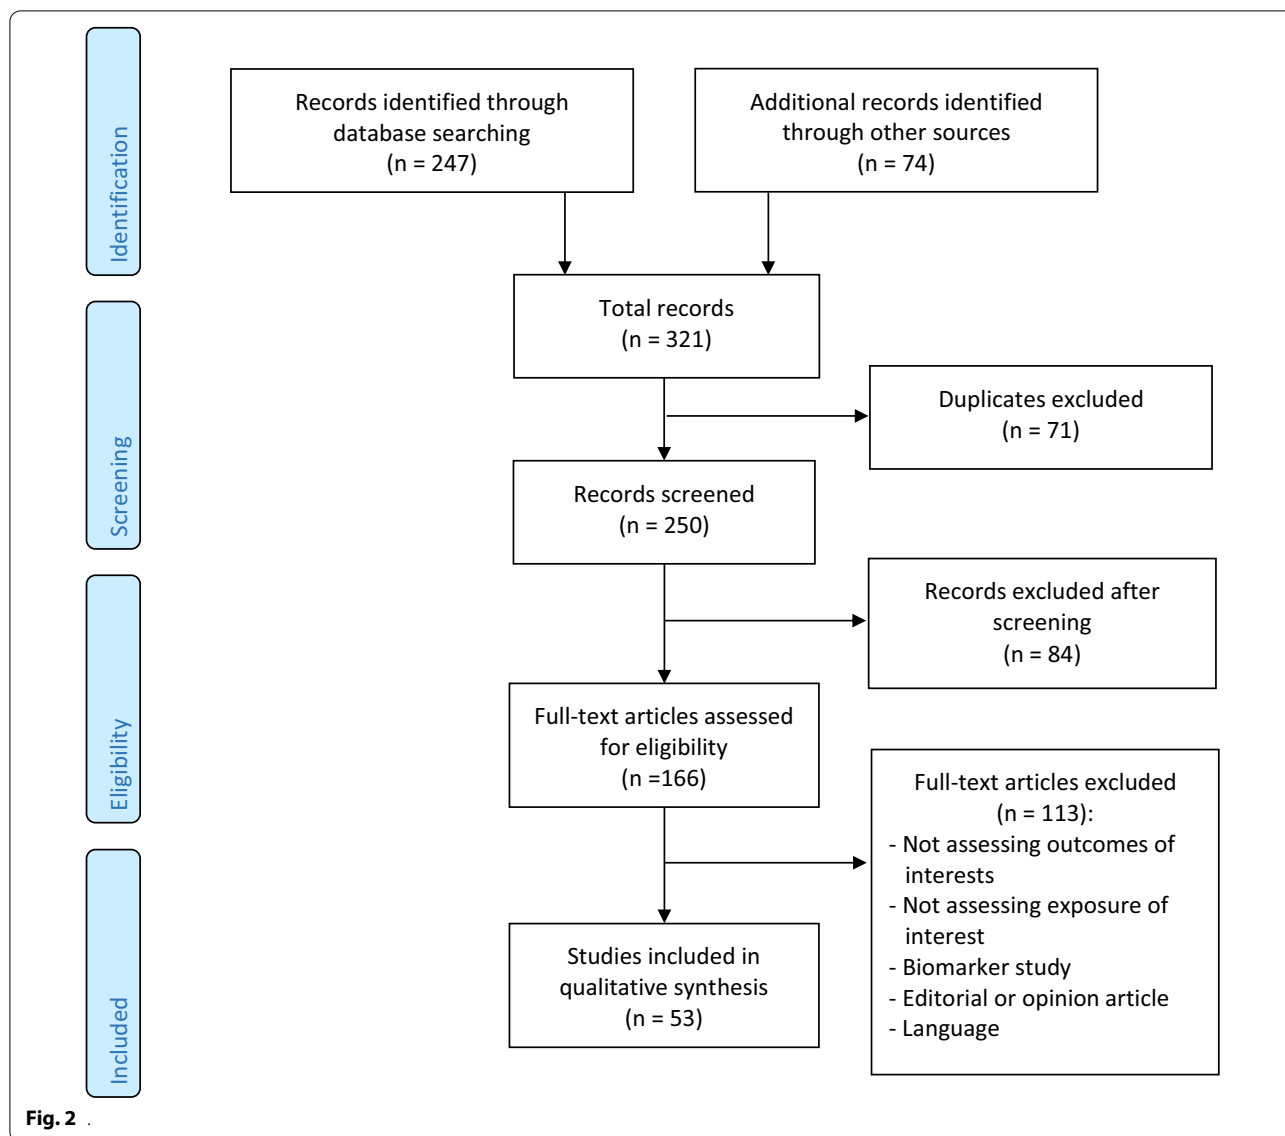 Identification
Records identified through
database searching
(n = 247)
Additional records identified
through other sources
(n = 74)
Total records
(n = 321)
Screening
Duplicates excluded
(n = 71)
Records screened
(n = 250)
Records excluded after
screening
(n = 84)
Eligibility
Full-text articles assessed
for eligibility
(n =166)
Full-text articles excluded
(n = 113):
- Not assessing outcomes of
interests
- Not assessing exposure of
interest
- Biomarker study
- Editorial or opinion article
- Language
Included
Studies included in
qualitative synthesis
(n = 53)
Fig. 2 .